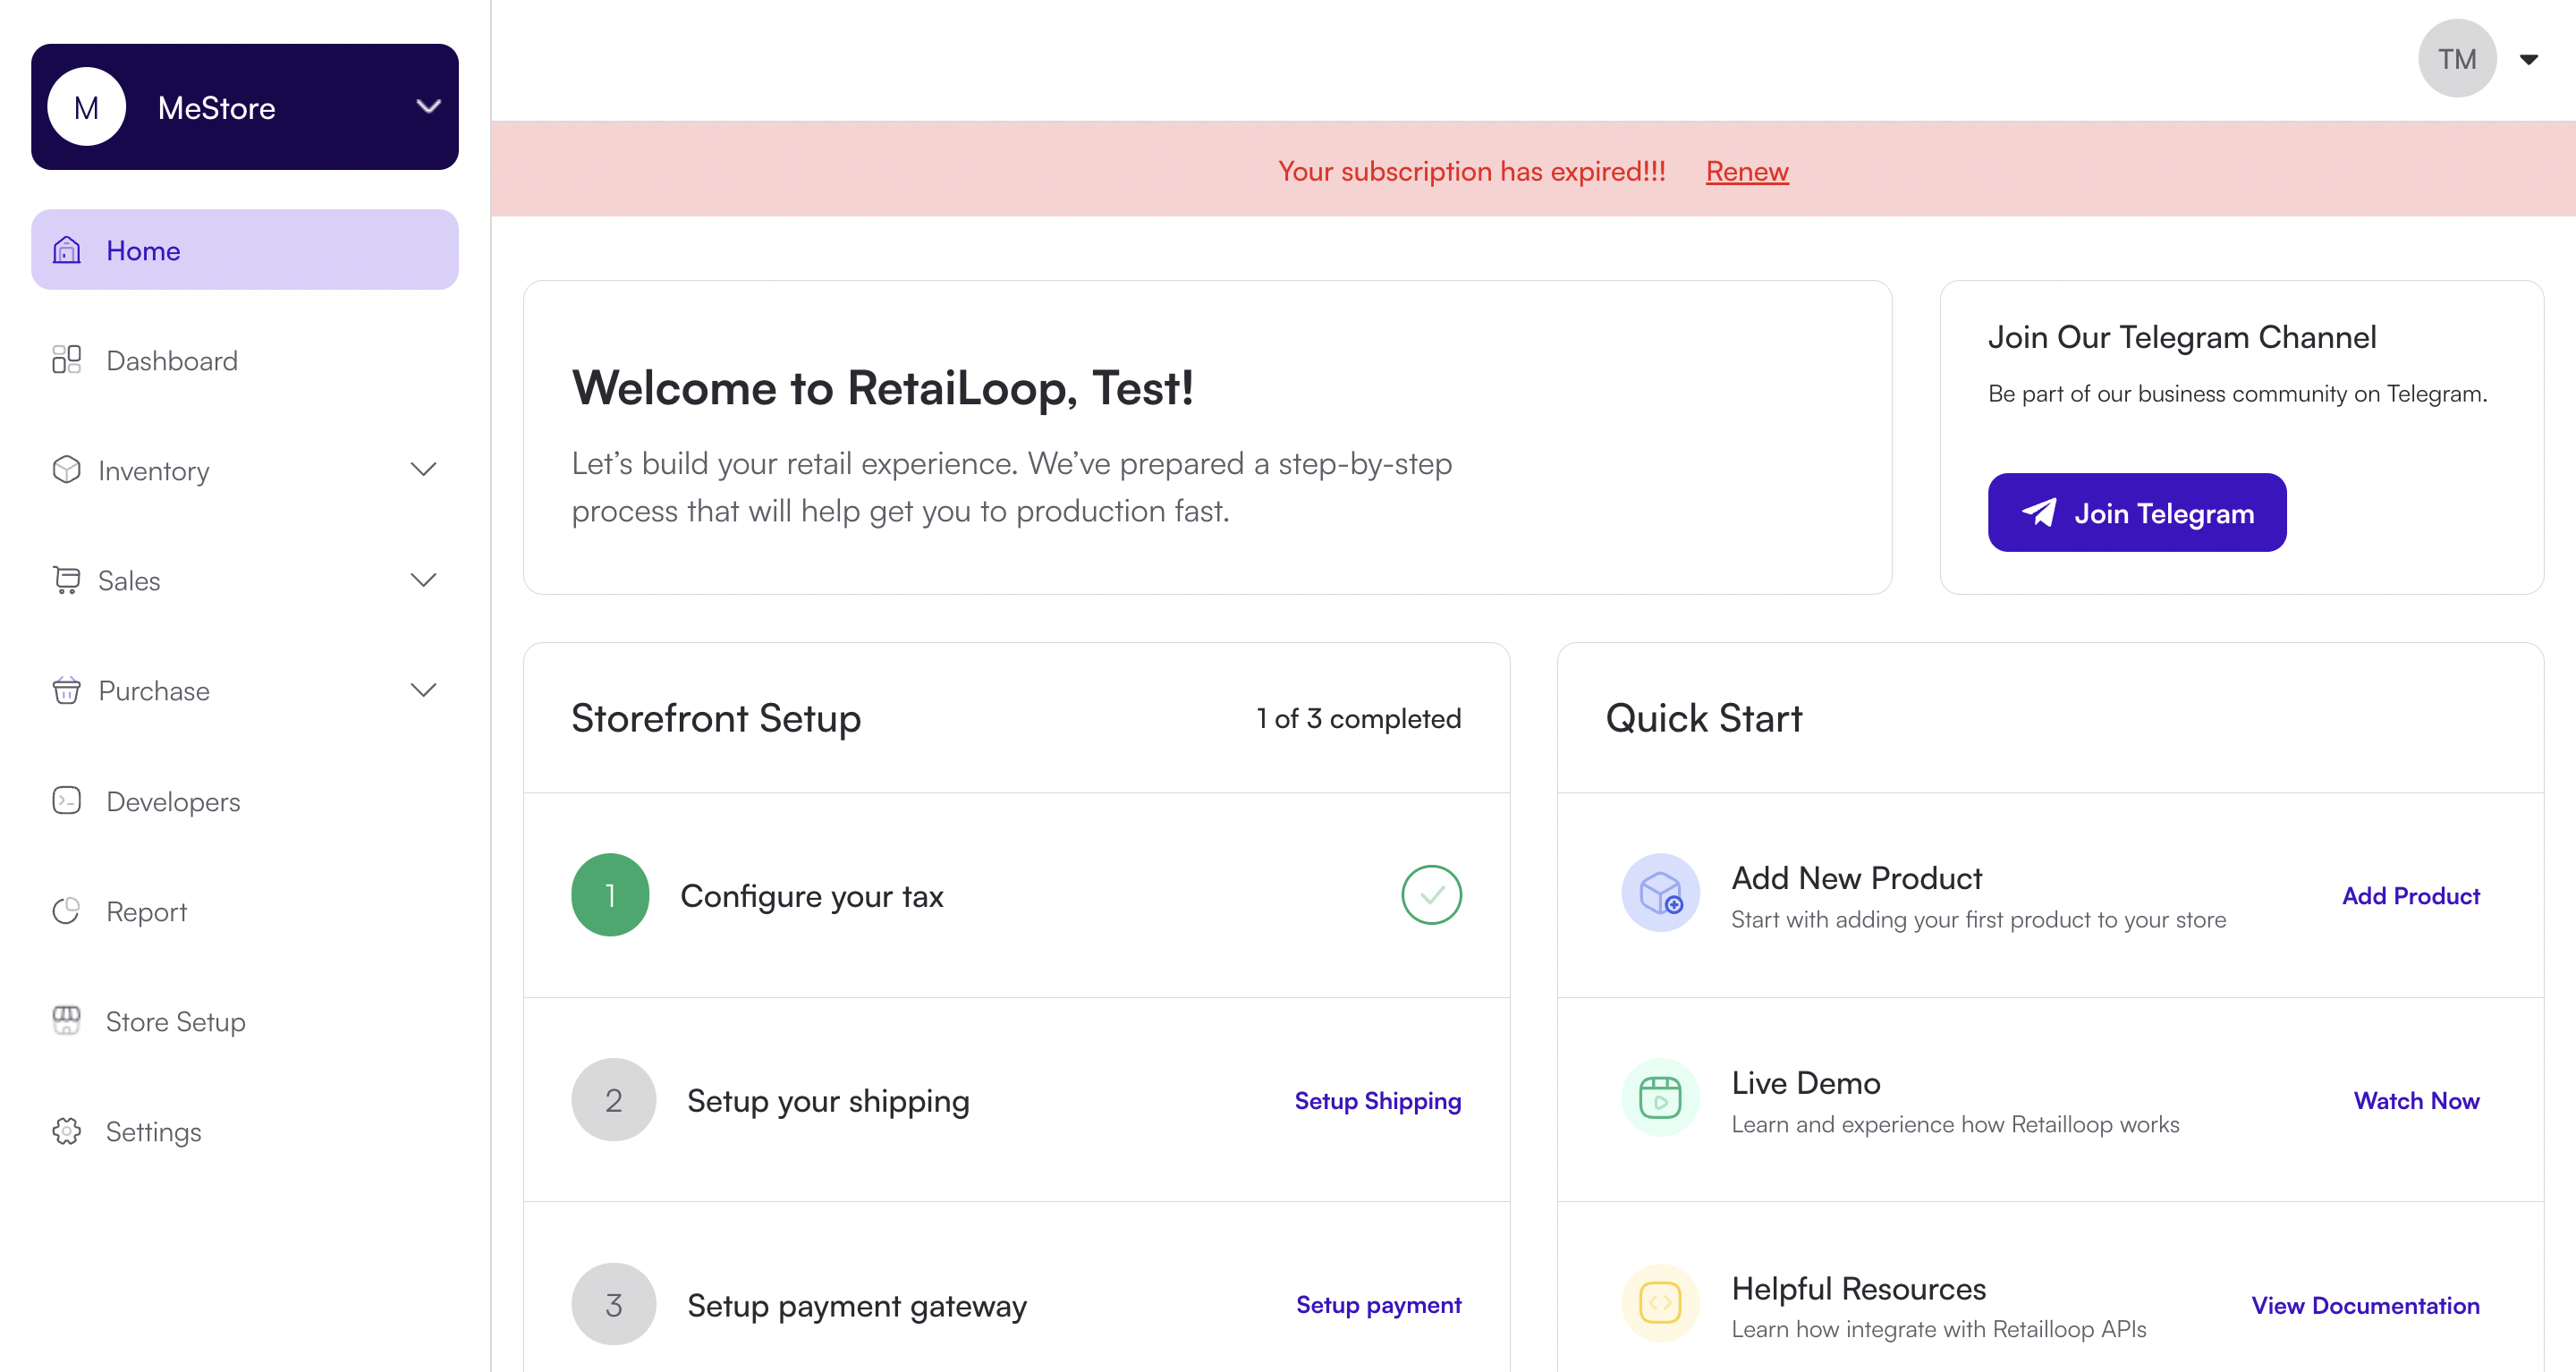 M
MeStore
Home
Dashboard
Inventory
Sales
Purchase
Developers
Report
Store Setup
Settings
TM
Your subscription has expired!!! Renew
Welcome to RetaiLoop, Test!
Let’s build your retail experience. We’ve prepared a step-by-step
process that will help get you to production fast.
Join Our Telegram Channel
Be part of our business community on Telegram.
Join Telegram
Storefront Setup
1 of 3 completed
1
Configure your tax
2
Setup your shipping
Setup Shipping
3
Setup payment gateway
Setup payment
Quick Start
Add New Product
Start with adding your first product to your store
Add Product
Live Demo
Learn and experience how Retailloop works
Watch Now
Helpful Resources
Learn how integrate with Retailloop APIs
View Documentation